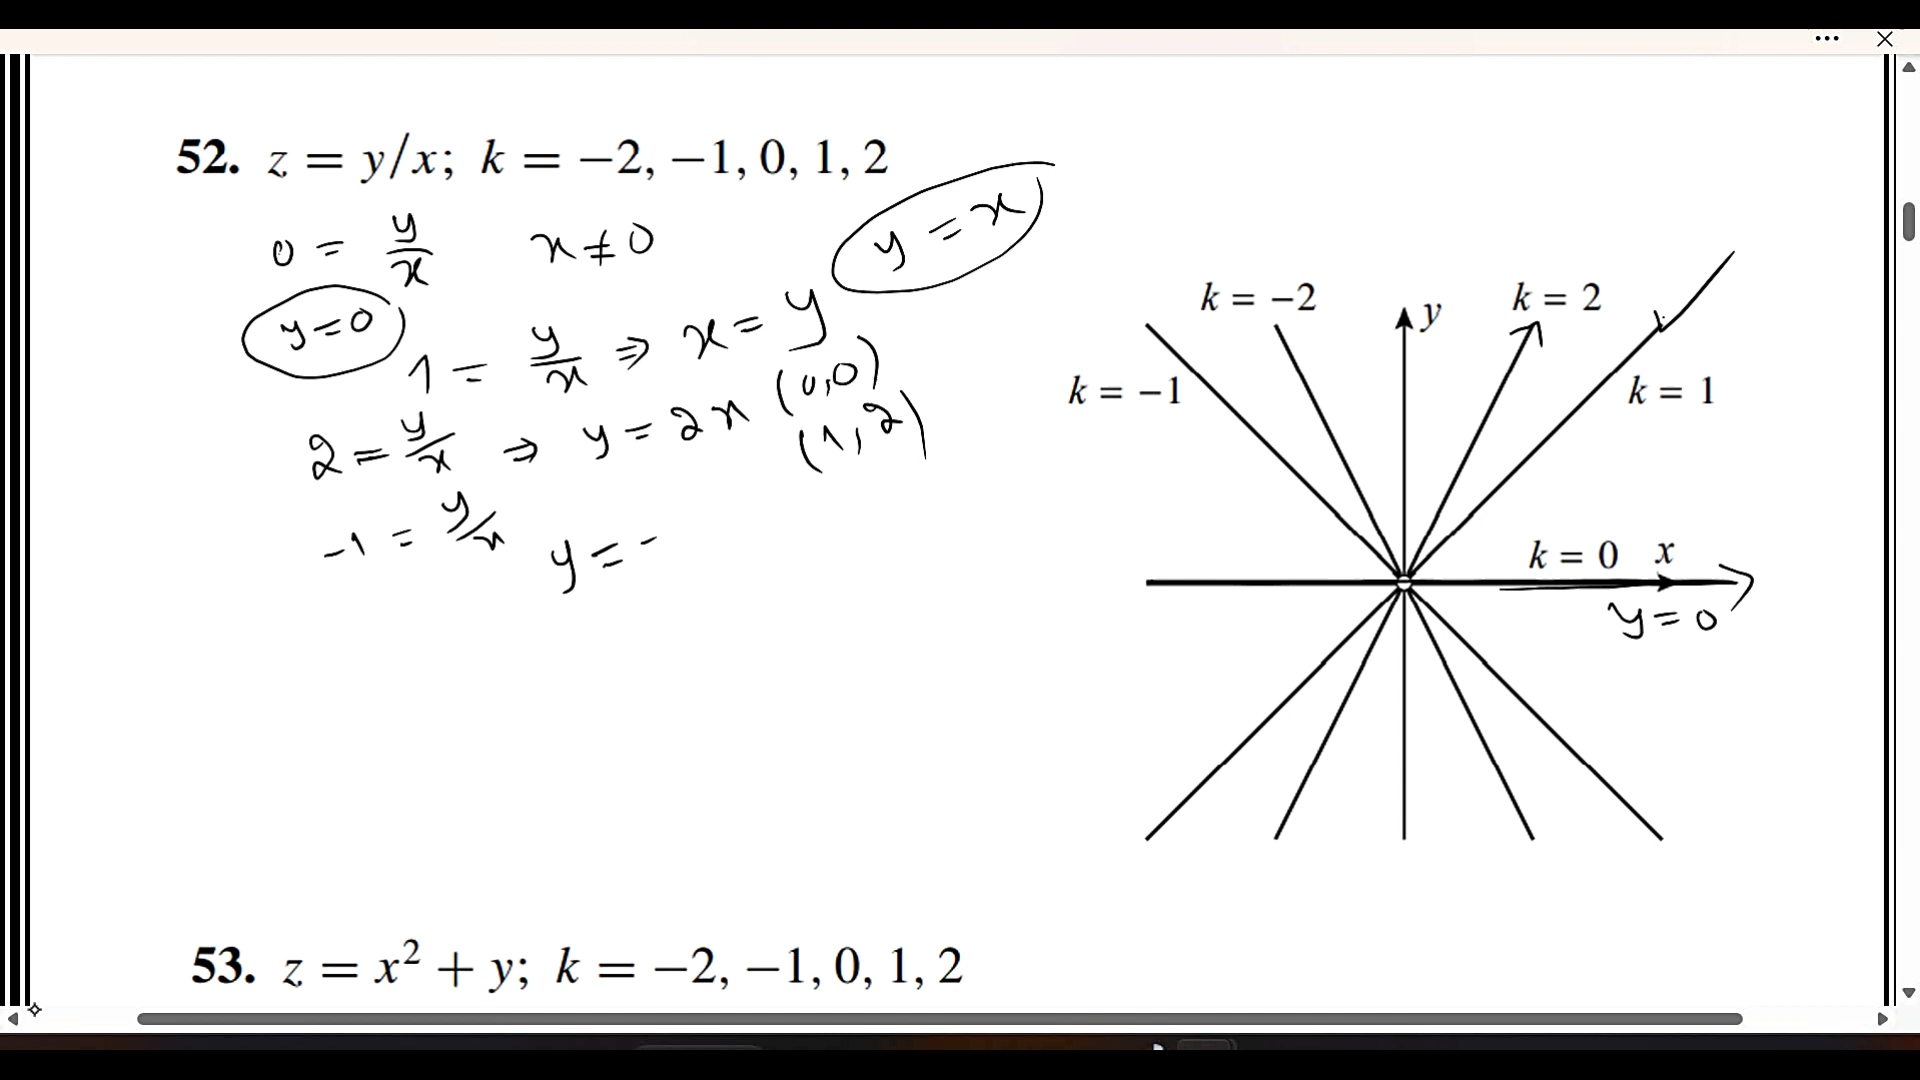 52. z = y/x; k = −2, −1, 0, 1, 2
0 = y/x x ≠ 0 y = x
y = 0
1 = y/x ⇒ x = y
(0,0)
2 = y/x ⇒ y = 2x (1,2)
-1 = y/x y = -
k = −2 y k = 2
k = −1 k = 1
k = 0 x
y = 0
53. z = x² + y; k = −2, −1, 0, 1, 2